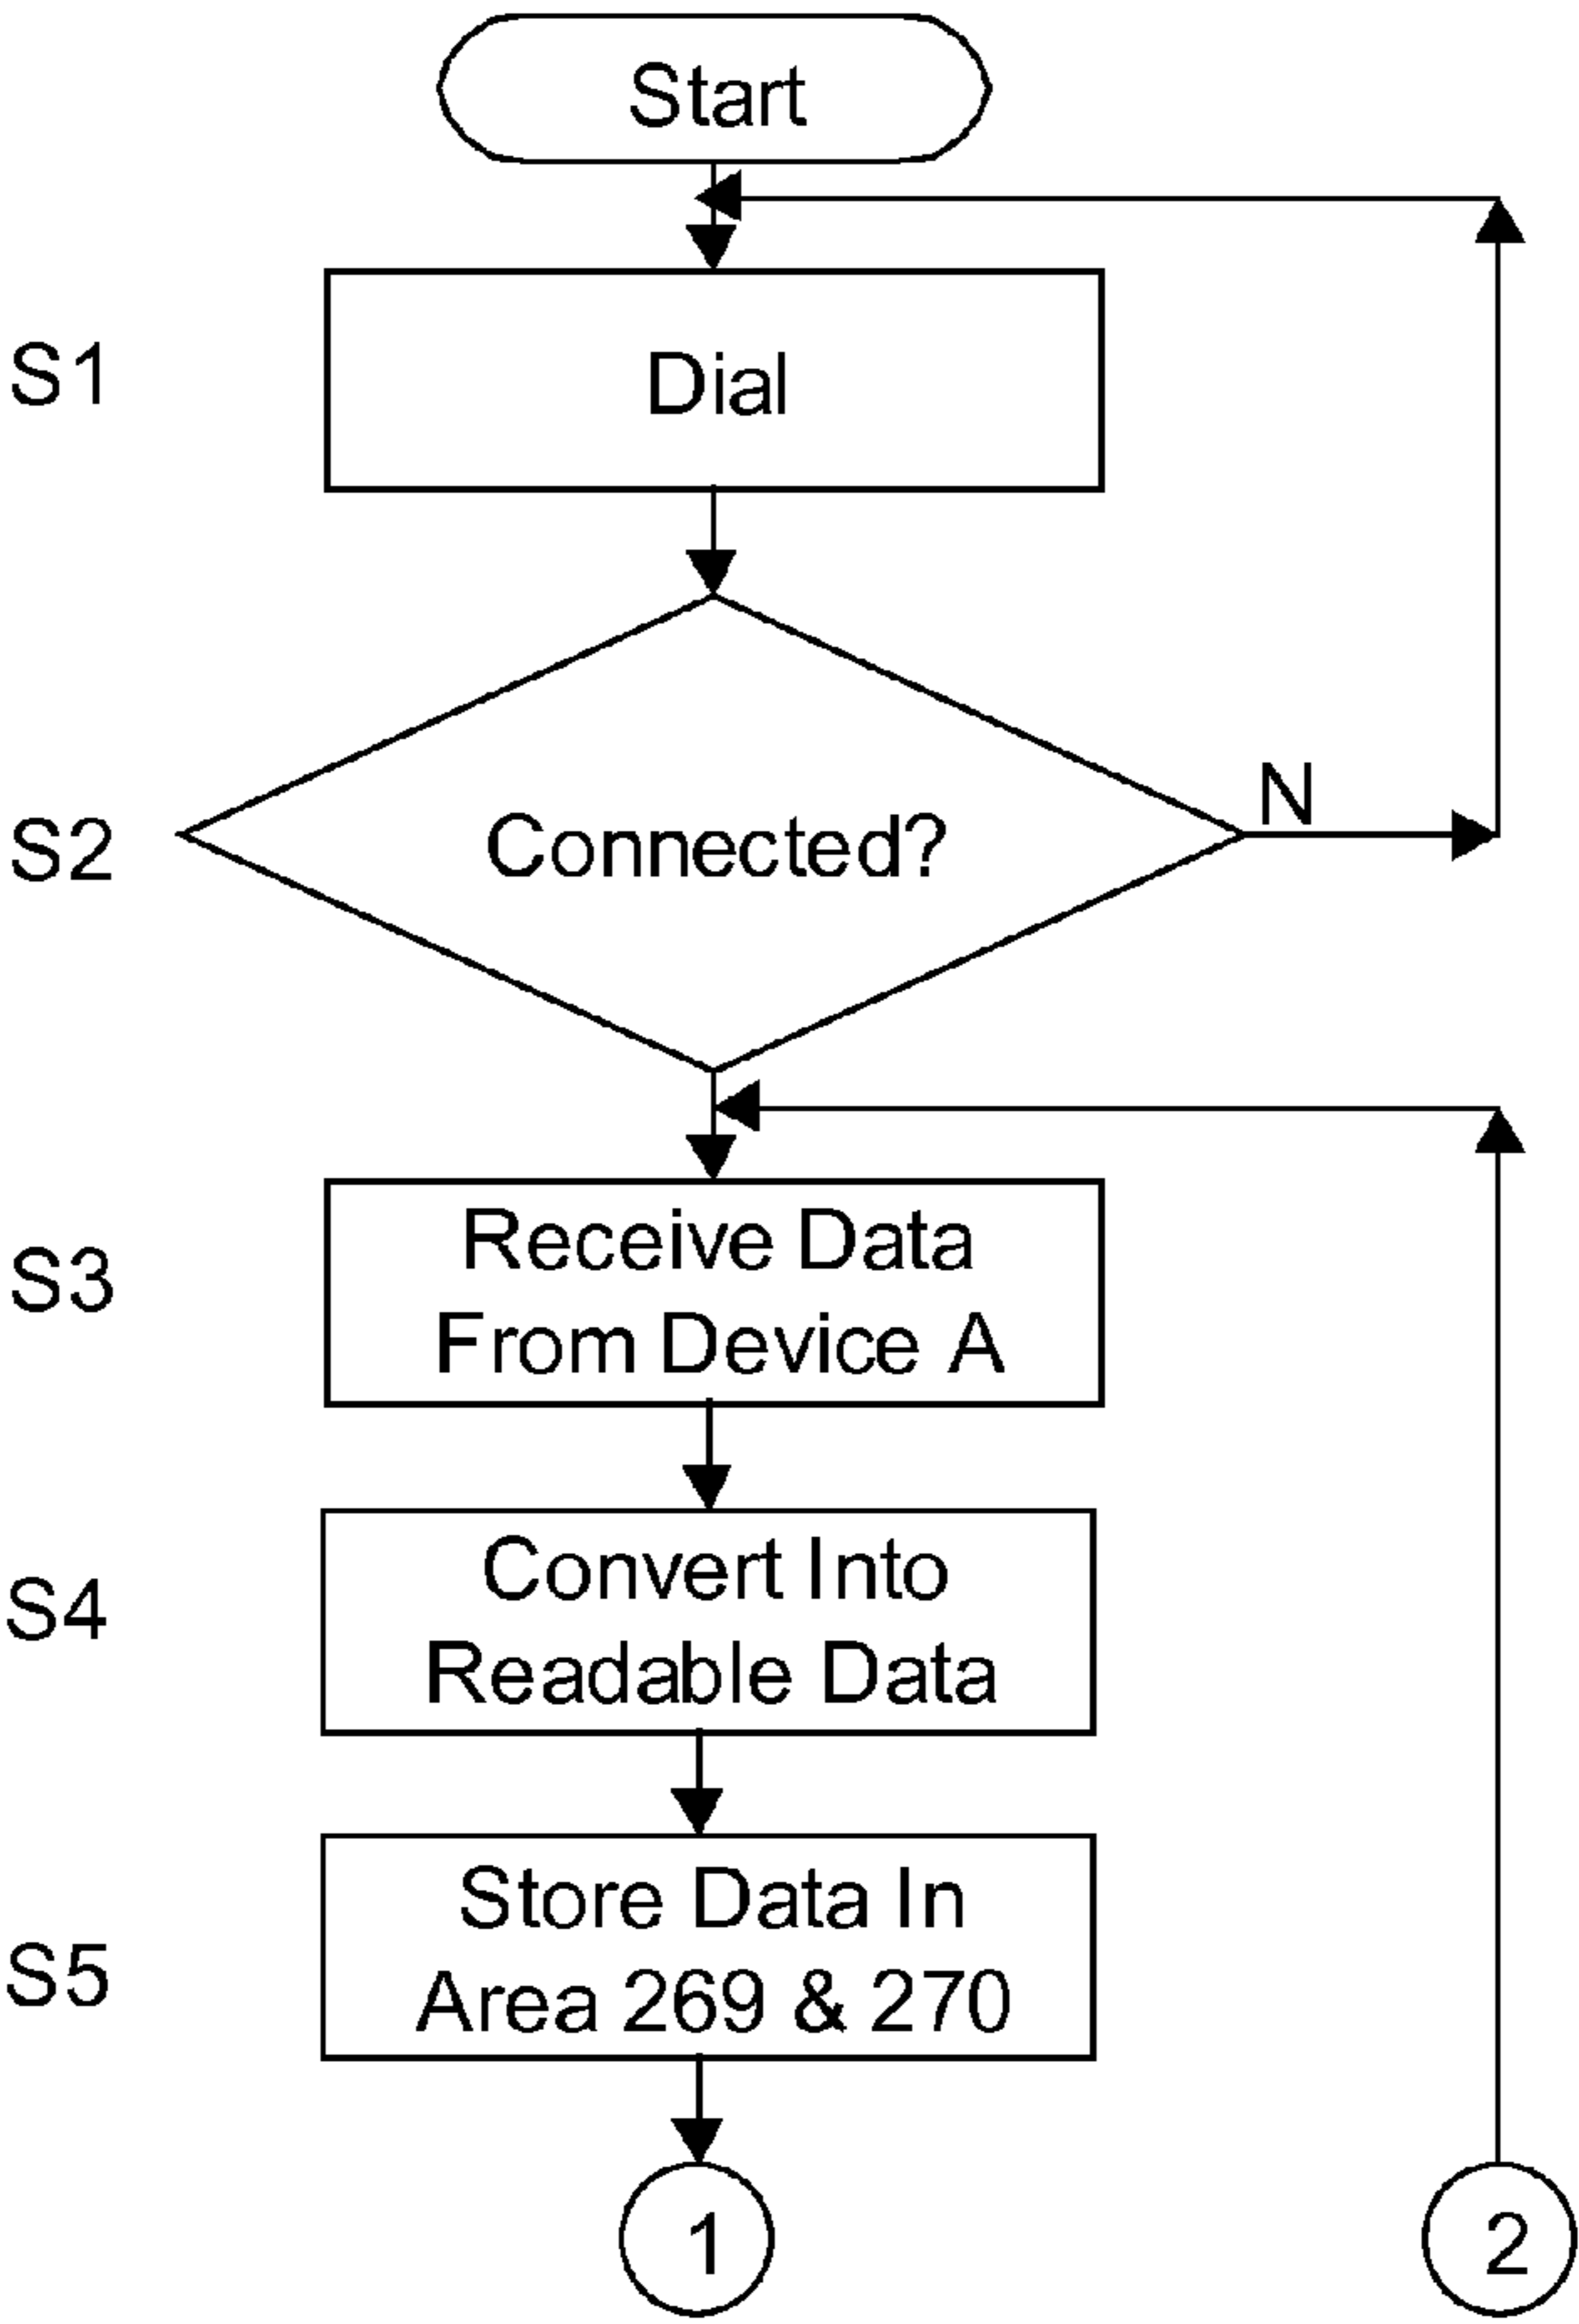 Start
S1
Dial
S2
Connected?
N
S3
Receive Data
From Device A
S4
Convert Into
Readable Data
S5
Store Data In
Area 269 & 270
1
2